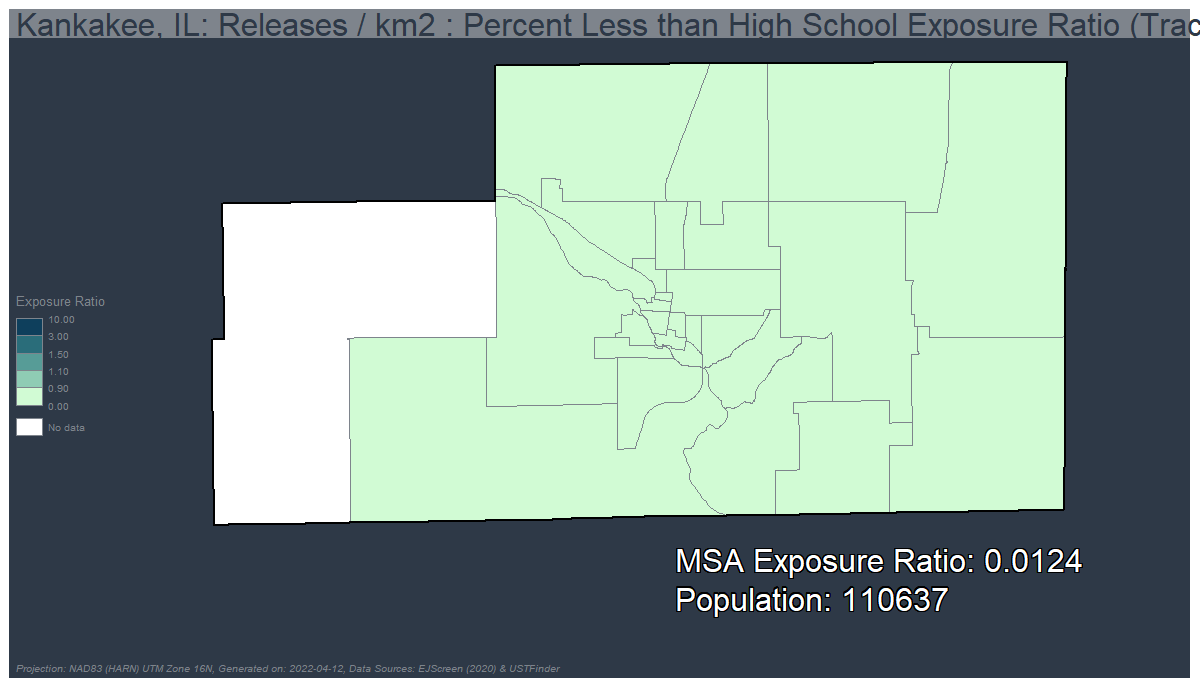 Kankakee, IL: Releases / km2 : Percent Less than High School Exposure Ratio (Trac
Exposure Ratio
10.00
3.00
1.50
1.10
0.90
0.00
No data
MSA Exposure Ratio: 0.0124
Population: 110637
Projection: NAD83 (HARN) UTM Zone 16N, Generated on: 2022-04-12, Data Sources: EJScreen (2020) & USTFinder